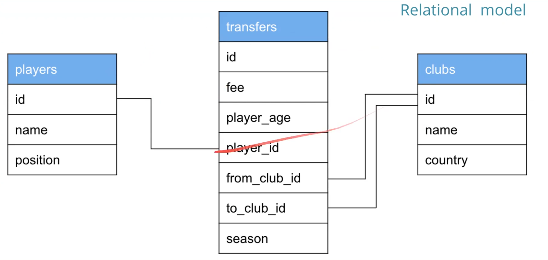 Relational model
players
id
name
position
transfers
id
fee
player_age
player_id
from_club_id
to_club_id
season
clubs
id
name
country